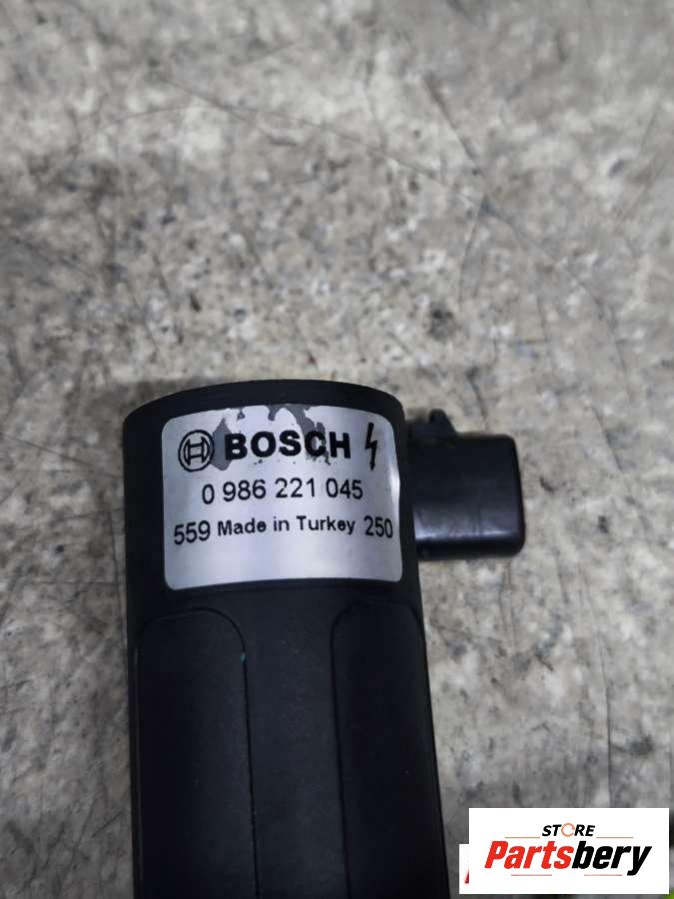 BOSCH
0 986 221 045
559 Made in Turkey 250
STORE
Partsbery